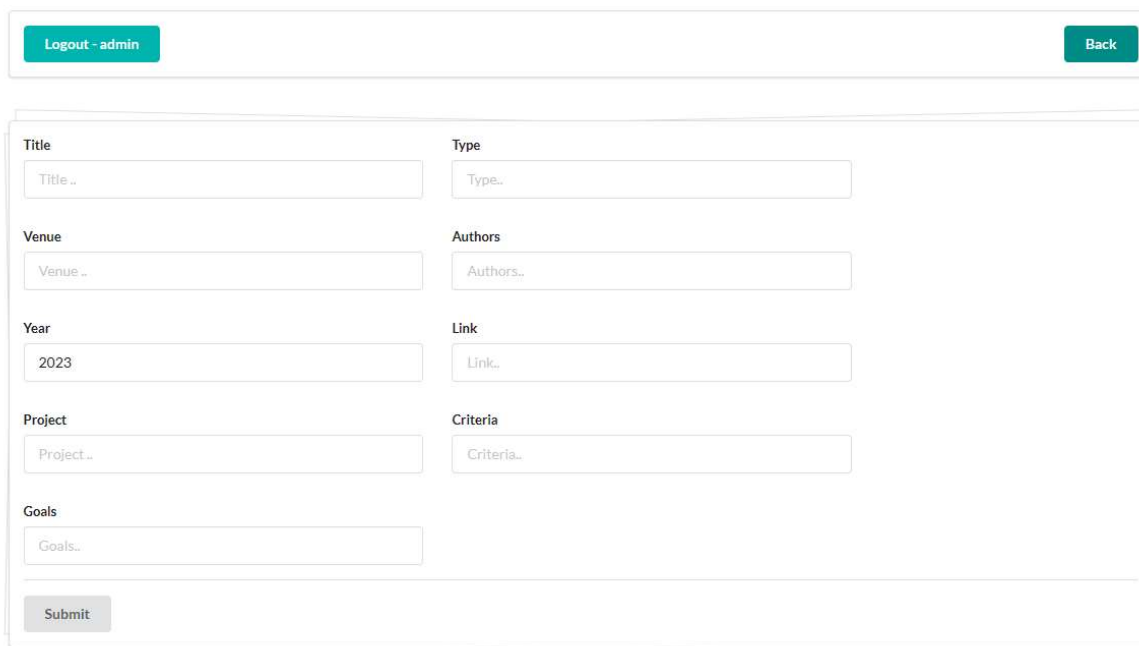 Logout - admin Back
Title Type
Title .. Type..
Venue Authors
Venue .. Authors..
Year Link
2023 Link..
Project Criteria
Project .. Criteria..
Goals
Goals..
Submit